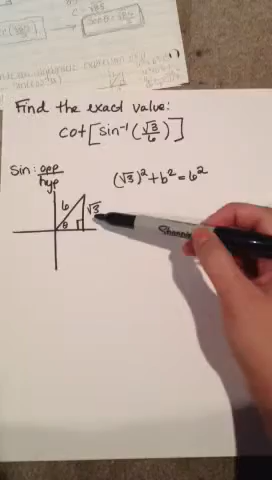 Find the exact value:
cot[sin⁻¹(√3/6)]
Sin: opp/hyp
(√3)² + b² = 6²
6
√3
θ
Sharpie